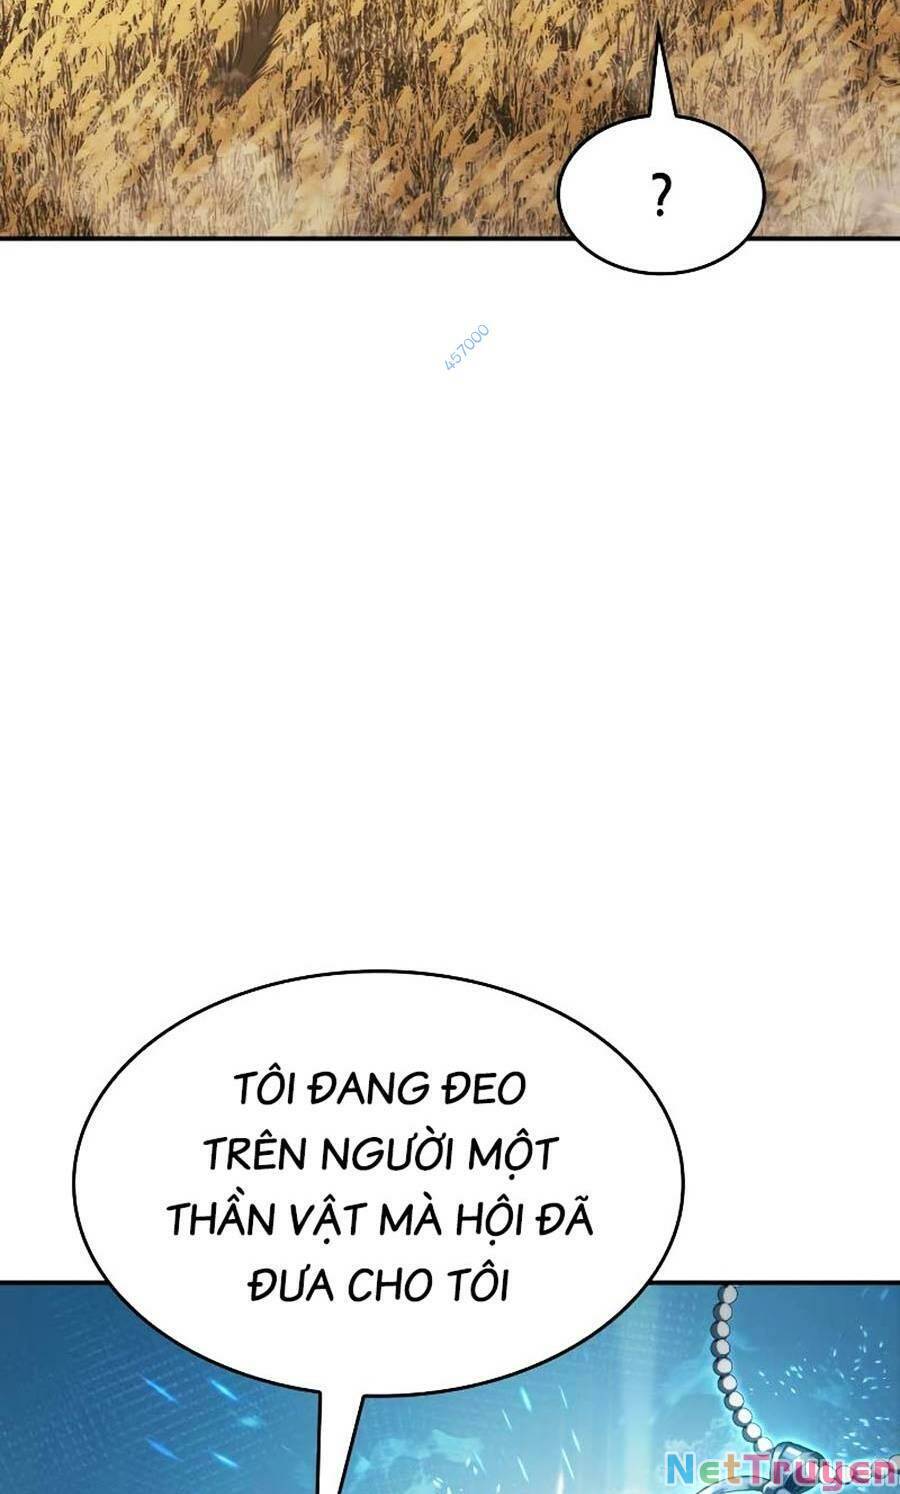 ?
457000
TÔI ĐANG ĐEO
TRÊN NGƯỜI MỘT
THẦN VẬT MÀ HỘI ĐÃ
ĐƯA CHO TÔI
NetTruyen